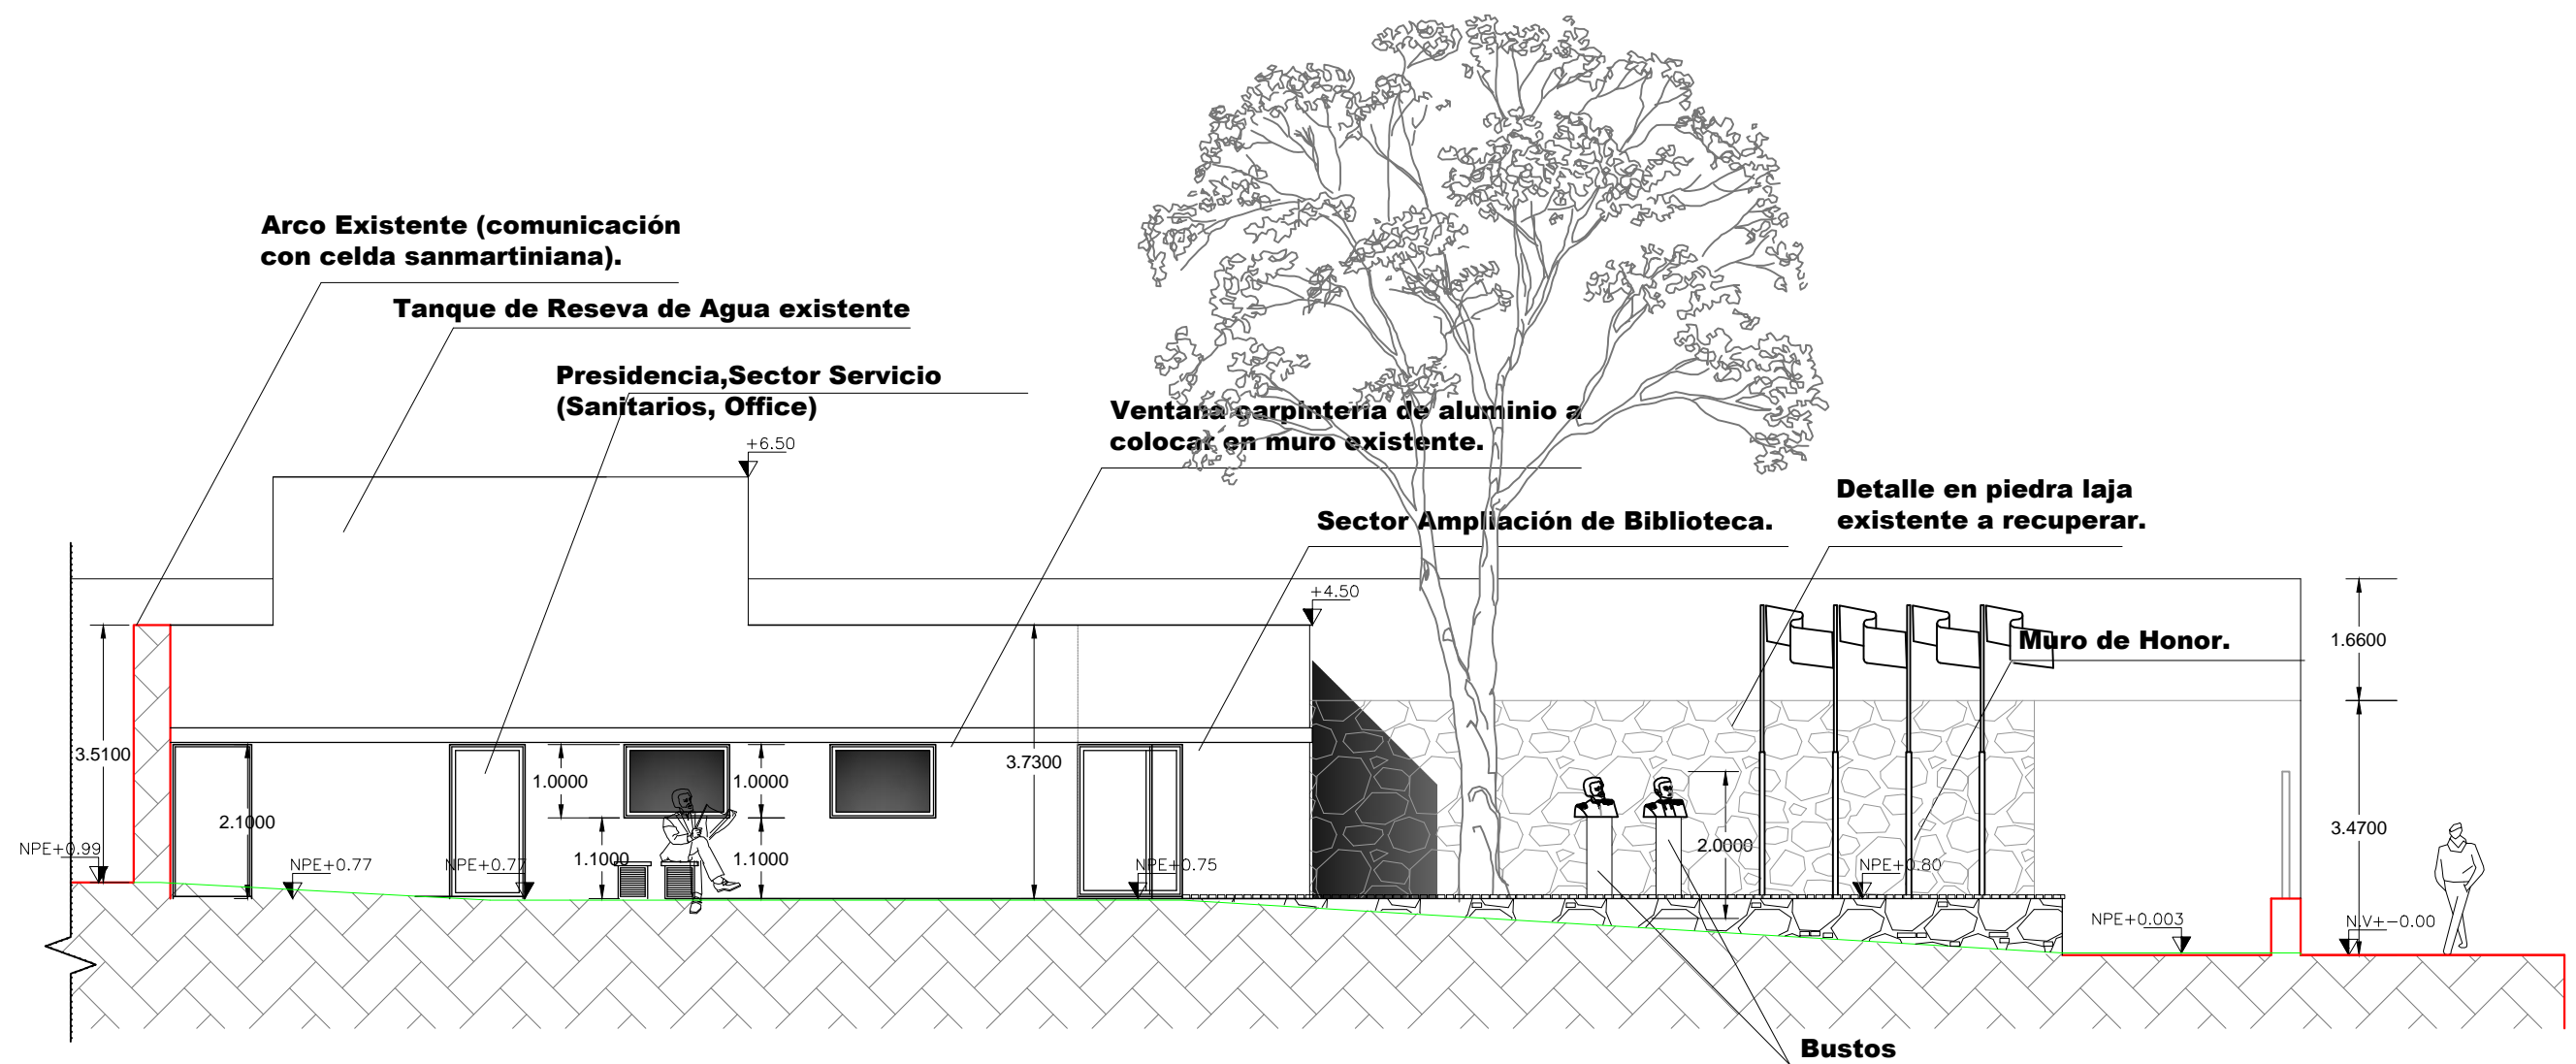 Arco Existente (comunicación
con celda sanmartiniana).
Tanque de Reseva de Agua existente
Presidencia,Sector Servicio
(Sanitarios, Office)
Ventana carpinteria de aluminio a
colocar en muro existente.
+6.50
Detalle en piedra laja
existente a recuperar.
Sector Ampliación de Biblioteca.
+4.50
Muro de Honor.
1.6600
3.5100
3.7300
1.0000
1.0000
2.1000
3.4700
2.0000
NPE+0.99
NPE+0.77
NPE+0.77
1.1000
1.1000
NPE+0.75
NPE+0.80
NPE+0.003
N.V+-0.00
Bustos